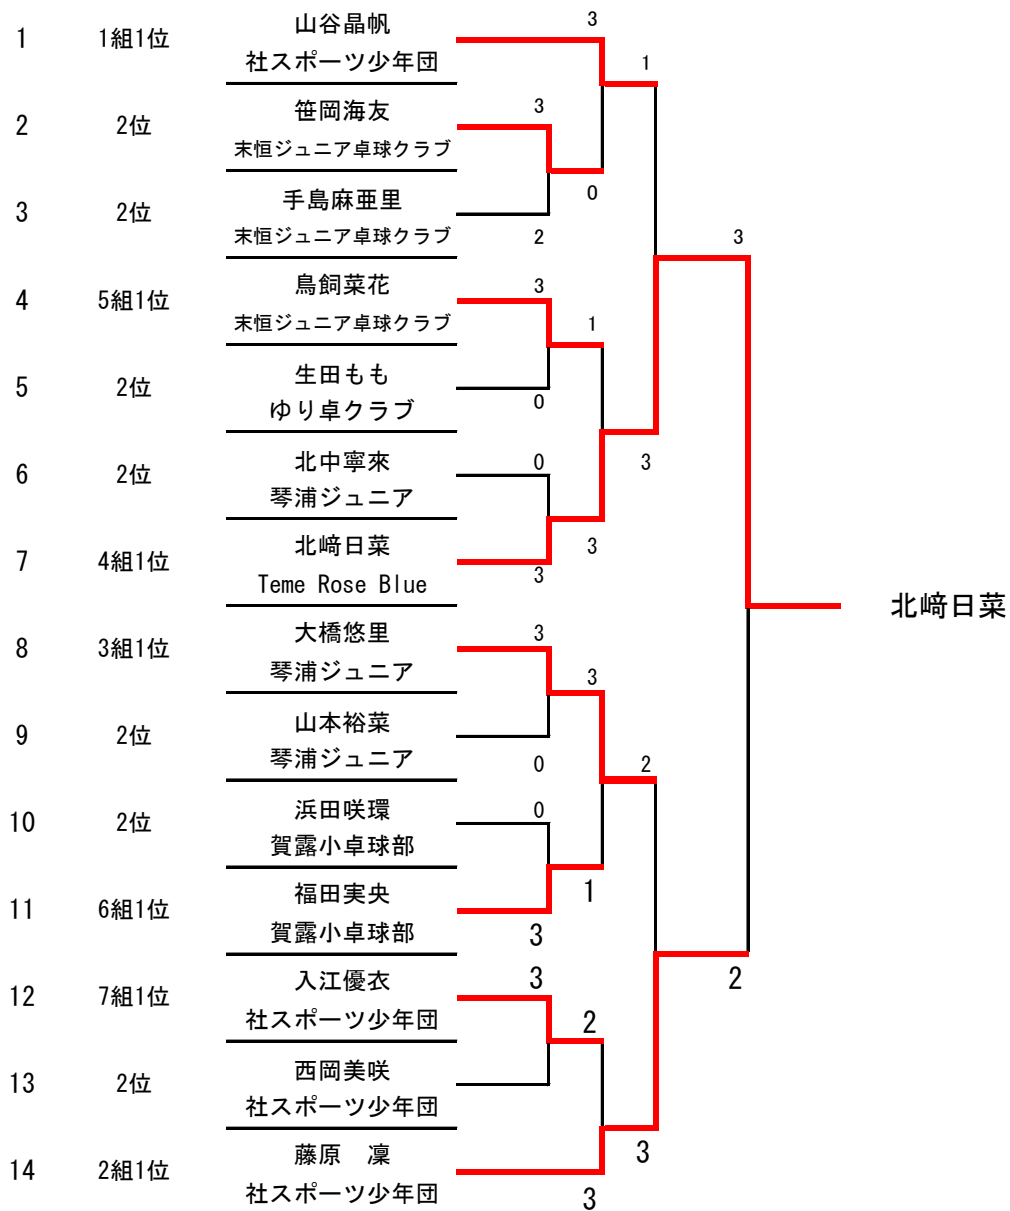 1 1組1位 山谷晶帆 3
社スポーツ少年団 1
2 2位 笹岡海友 3
末恒ジュニア卓球クラブ
3 2位 手島麻亜里 0
末恒ジュニア卓球クラブ 2 3
4 5組1位 鳥飼菜花 3
末恒ジュニア卓球クラブ 1
5 2位 生田もも
ゆり卓クラブ 0
6 2位 北中寧來 0 3
琴浦ジュニア
7 4組1位 北﨑日菜 3
Teme Rose Blue 3
北﨑日菜
8 3組1位 大橋悠里 3
琴浦ジュニア 3
9 2位 山本裕菜
琴浦ジュニア 0 2
10 2位 浜田咲環 0
賀露小卓球部
11 6組1位 福田実央 1
賀露小卓球部 3
12 7組1位 入江優衣 3 2
社スポーツ少年団 2
13 2位 西岡美咲
社スポーツ少年団
14 2組1位 藤原　凜 3
社スポーツ少年団 3